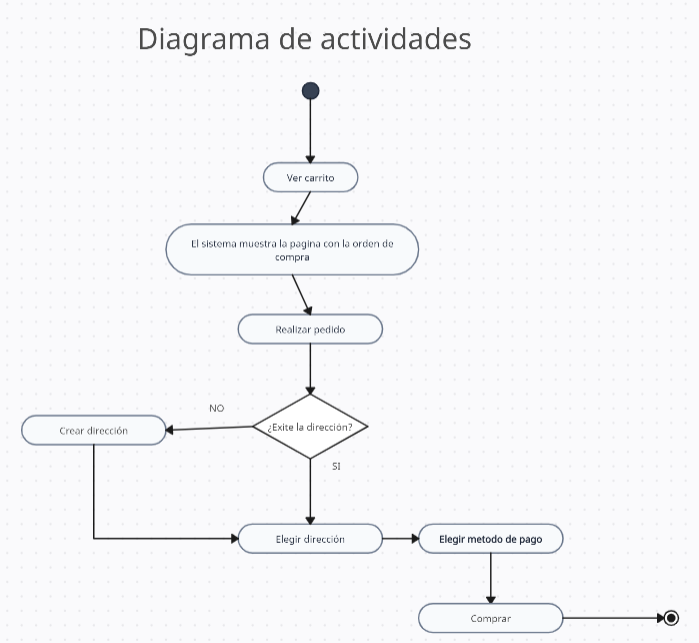 Diagrama de actividades
Ver carrito
El sistema muestra la pagina con la orden de
compra
Realizar pedido
NO
¿Exite la dirección?
Crear dirección
SI
Elegir dirección
Elegir metodo de pago
Comprar